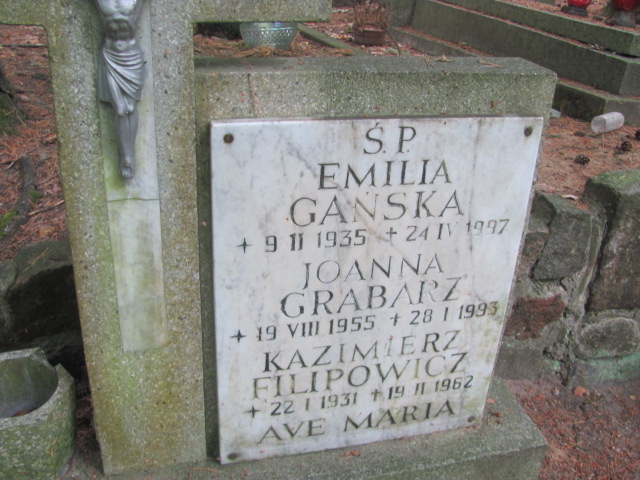 Ś.P.
EMILIA
GAŃSKA
+ 9 II 1935 + 24 IV 1997
JOANNA
GRABARZ
+ 19 VIII 1955 + 28 I 1993
KAZIMIERZ
FILIPOWICZ
+ 22 I 1931 + 19 II 1962
AVE MARIA